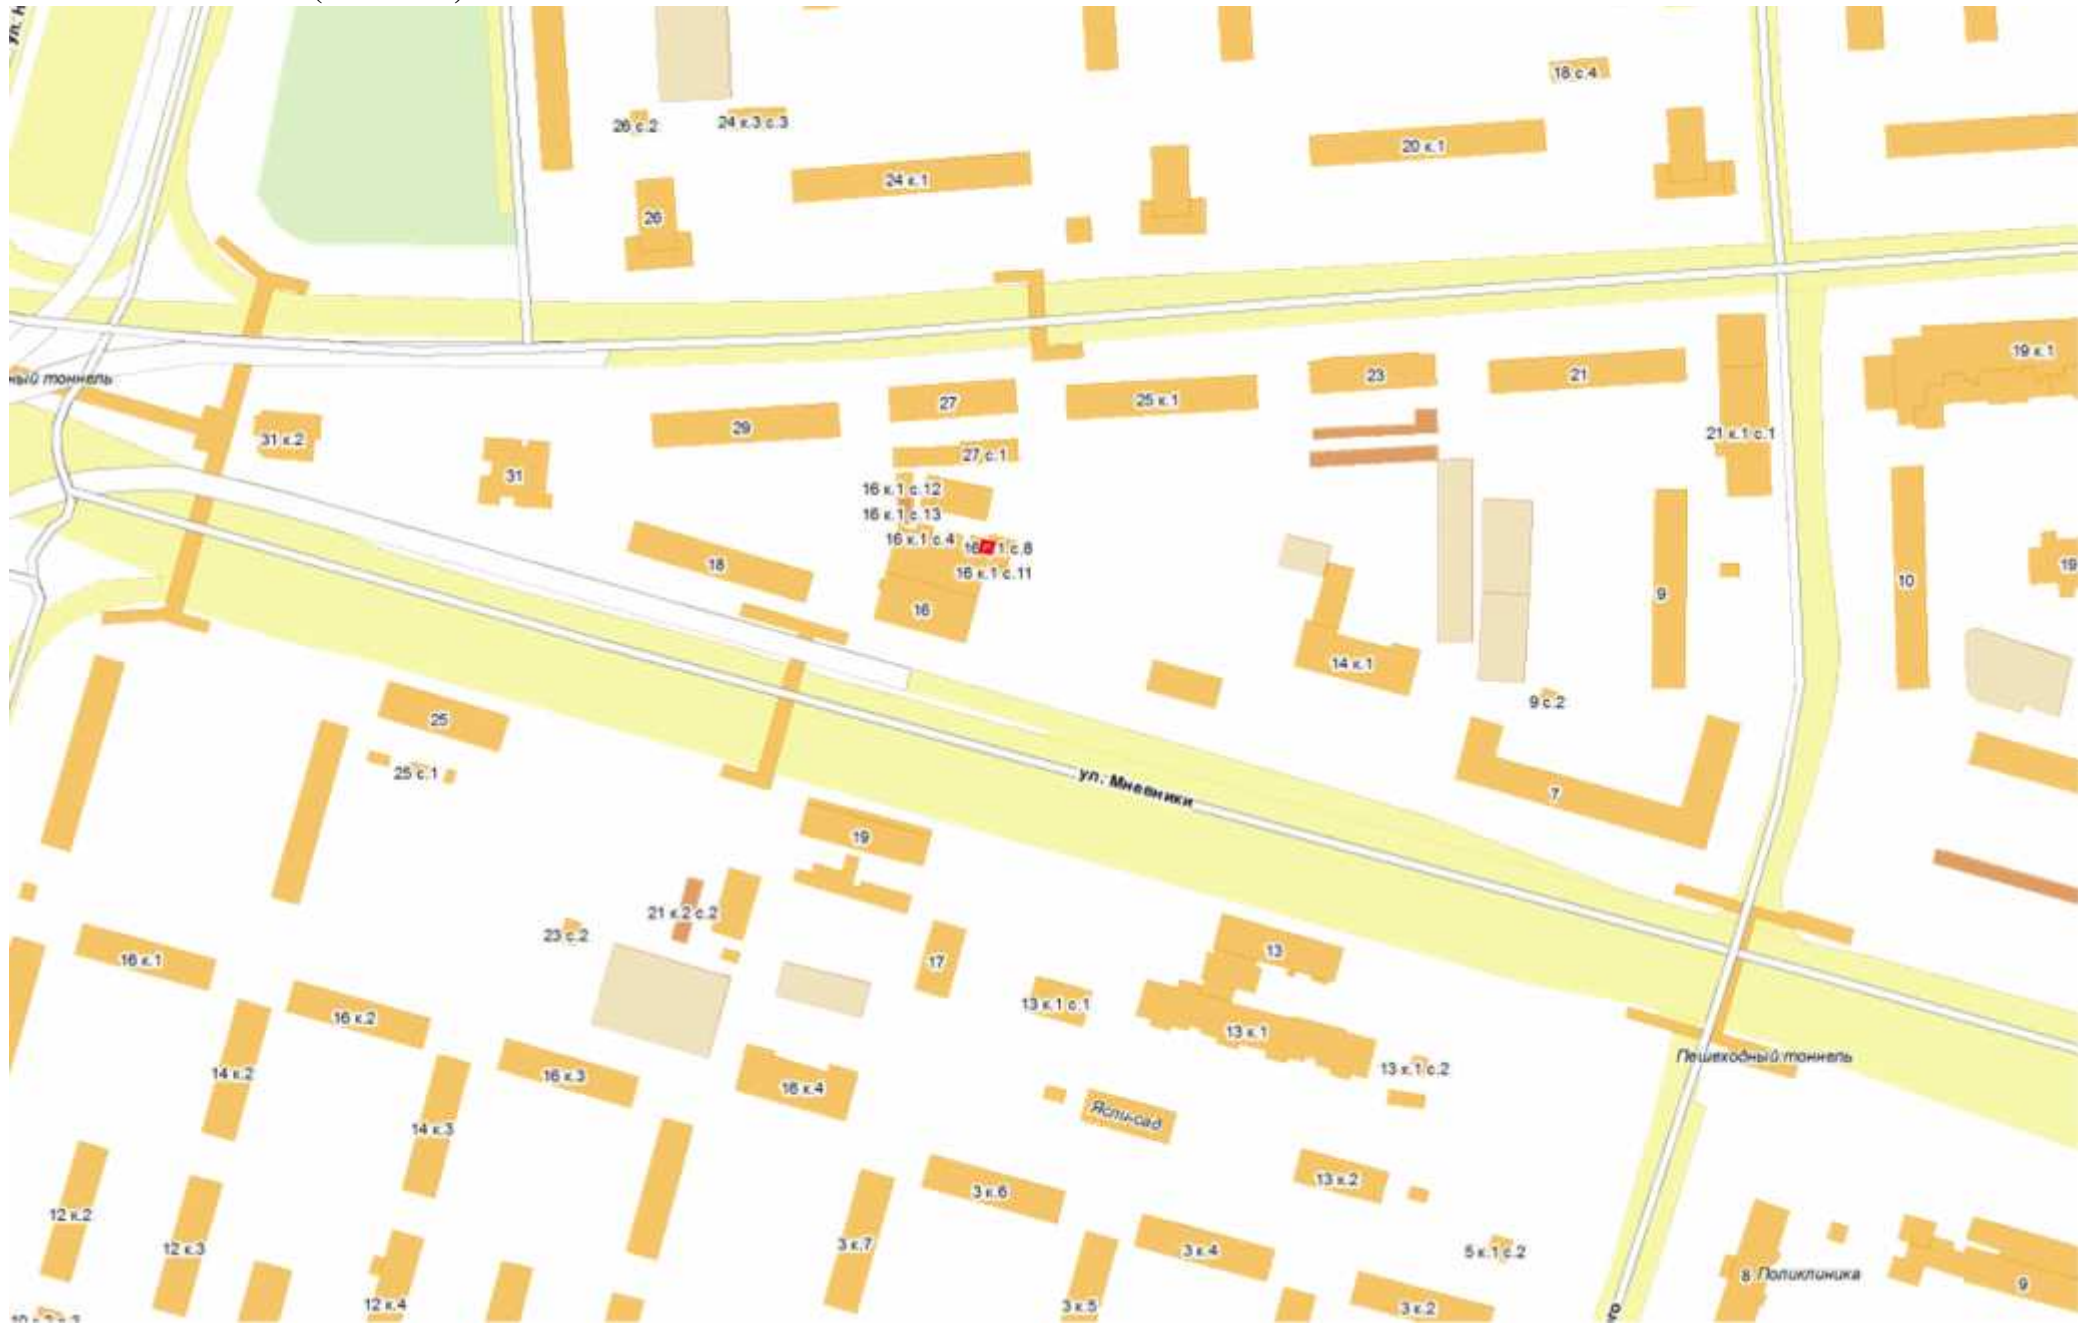 18 с.4
26 с.2
24 к.3 с.3
20 к.1
24 к.1
26
19 к.1
ный тоннель
23
21
25 к.1
27
29
31 к.2
21 к.1 с.1
27 с.1
31
16 к.1 с.12
16 к.1 с.13
16 к.1 с.4
1 с.8
16 к.1 с.11
18
19
10
9
16
14 к.1
9 с.2
25
25 с.1
ул. Мневники
7
19
21 к.2 с.2
23 с.2
13
16 к.1
17
13 к.1 с.1
16 к.2
13 к.1
Пешеходный тоннель
14 к.2
16 к.3
13 к.1 с.2
16 к.4
Ясли-сад
14 к.3
13 к.2
3 к.6
12 к.2
12 к.3
3 к.7
3 к.4
5 к.1 с.2
8 Поликлиника
9
12 к.4
3 к.5
3 к.2